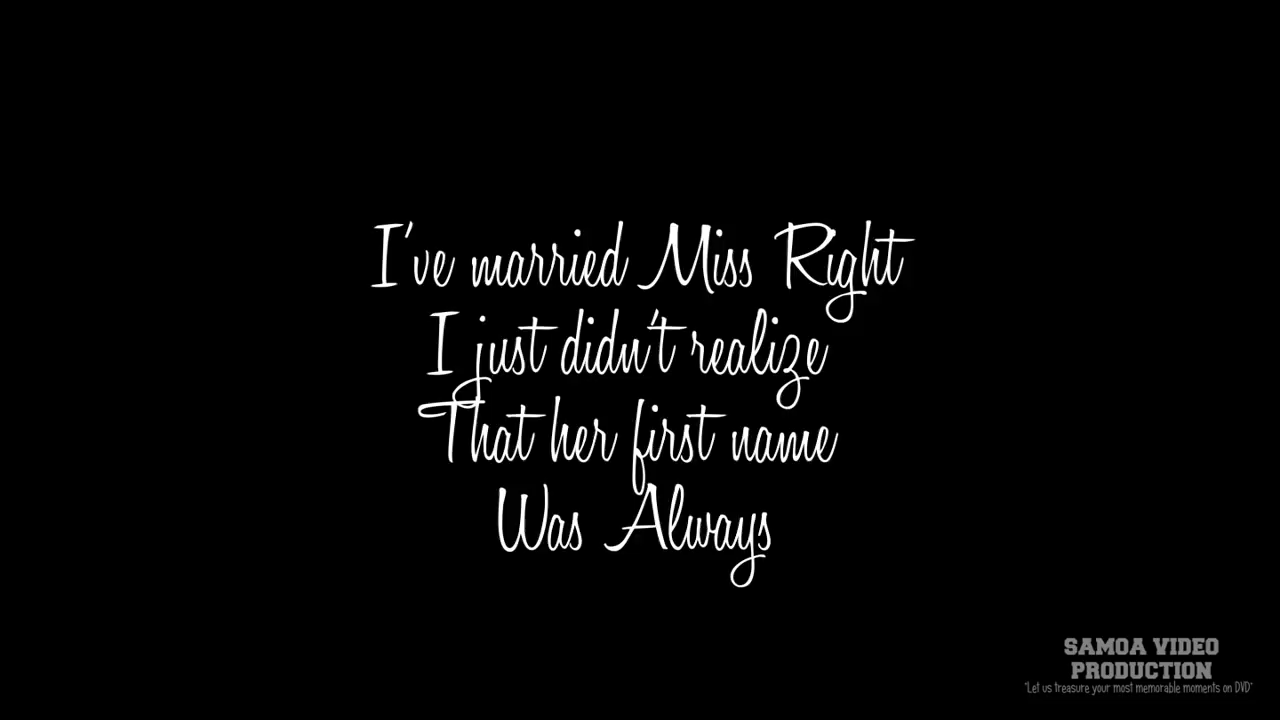 I've married Miss Right
I just didn't realize
That her first name
Was Always
SAMOA VIDEO
PRODUCTION
"Let us treasure your most memorable moments on DVD"